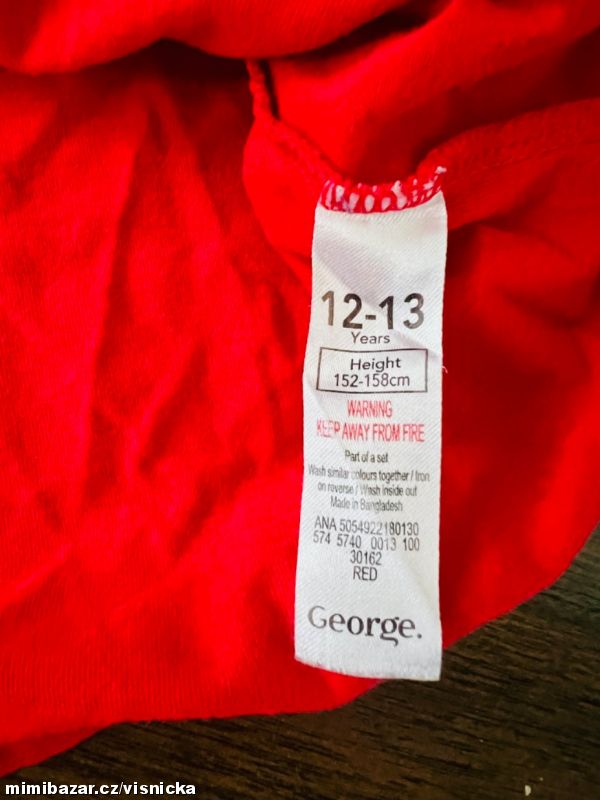 12-13
Years
Height
152-158cm
WARNING
KEEP AWAY FROM FIRE
Part of a set
Wash similar colours together / Iron
on reverse / Wash inside out
Made in Bangladesh
ANA 5054922180130
574 5740 0013 100
30162
RED
George.
mimibazar.cz/visnicka